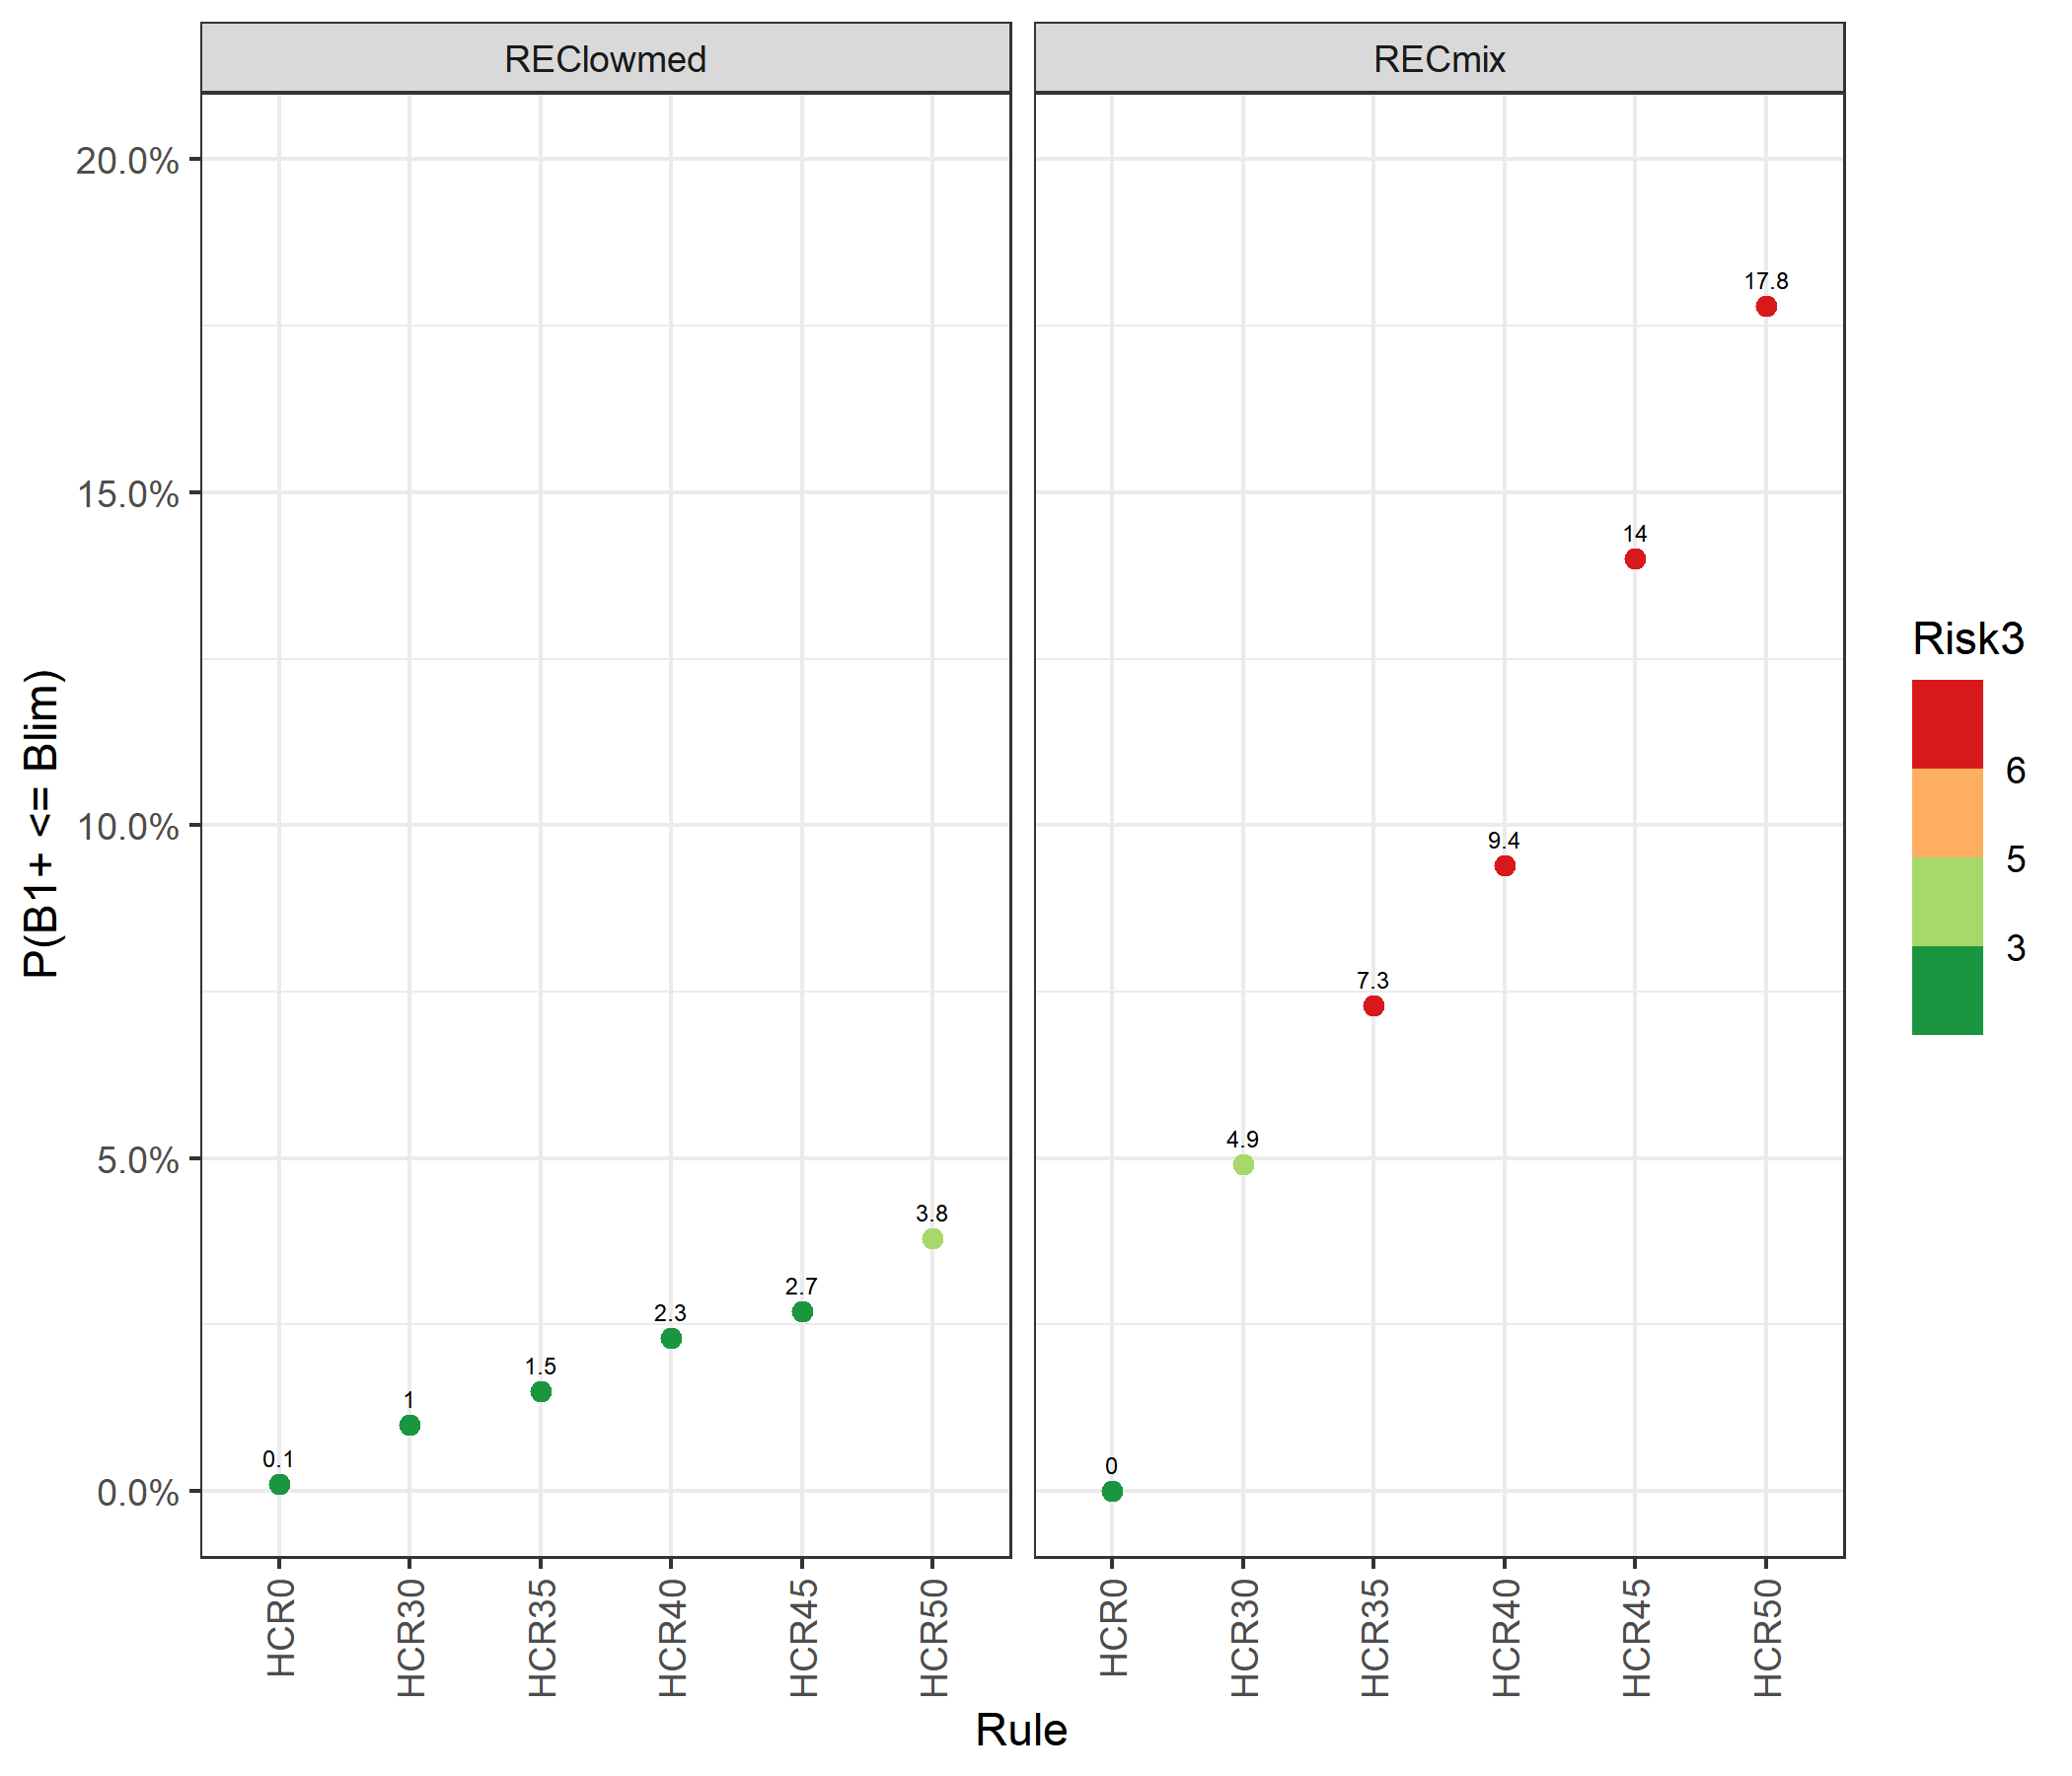 REClowmed
RECmix
20.0%
15.0%
10.0%
5.0%
0.0%
P(B1+ <= Blim)
0.1
1
1.5
2.3
2.7
3.8
0
4.9
7.3
9.4
14
17.8
HCR0
HCR30
HCR35
HCR40
HCR45
HCR50
HCR0
HCR30
HCR35
HCR40
HCR45
HCR50
Rule
Risk3
6
5
3